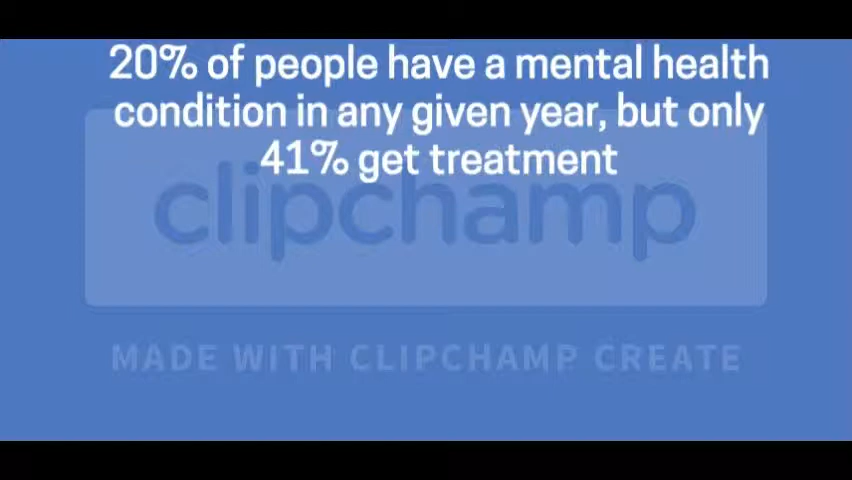 20% of people have a mental health
condition in any given year, but only
41% get treatment
clipchamp
MADE WITH CLIPCHAMP CREATE